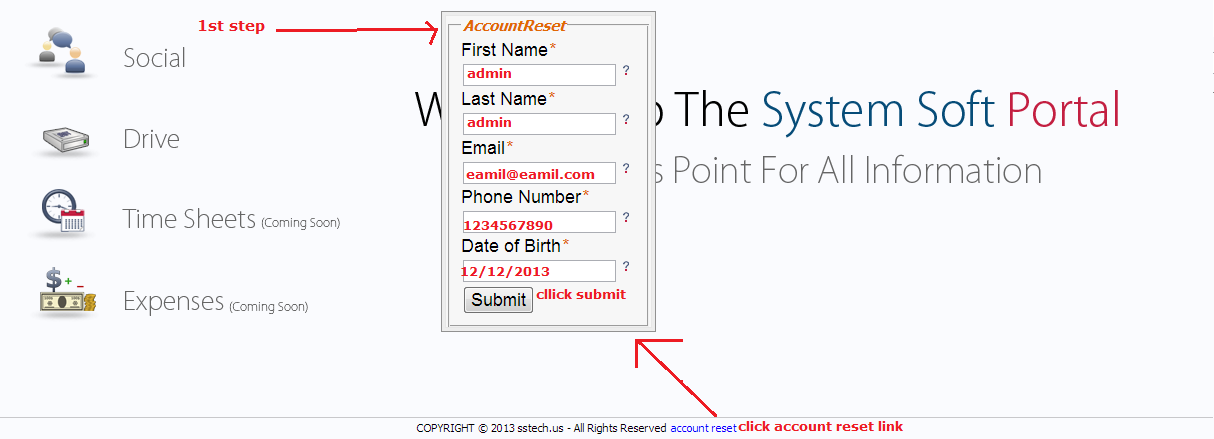 1st step
AccountReset
First Name*
admin ?
Last Name*
admin ?
Email*
eamil@eamil.com ?
Phone Number*
1234567890 ?
Date of Birth*
12/12/2013 ?
Submit cllick submit
Social
Drive
Time Sheets (Coming Soon)
Expenses (Coming Soon)
The System Soft Portal
Point For All Information
COPYRIGHT © 2013 sstech.us - All Rights Reserved account reset click account reset link